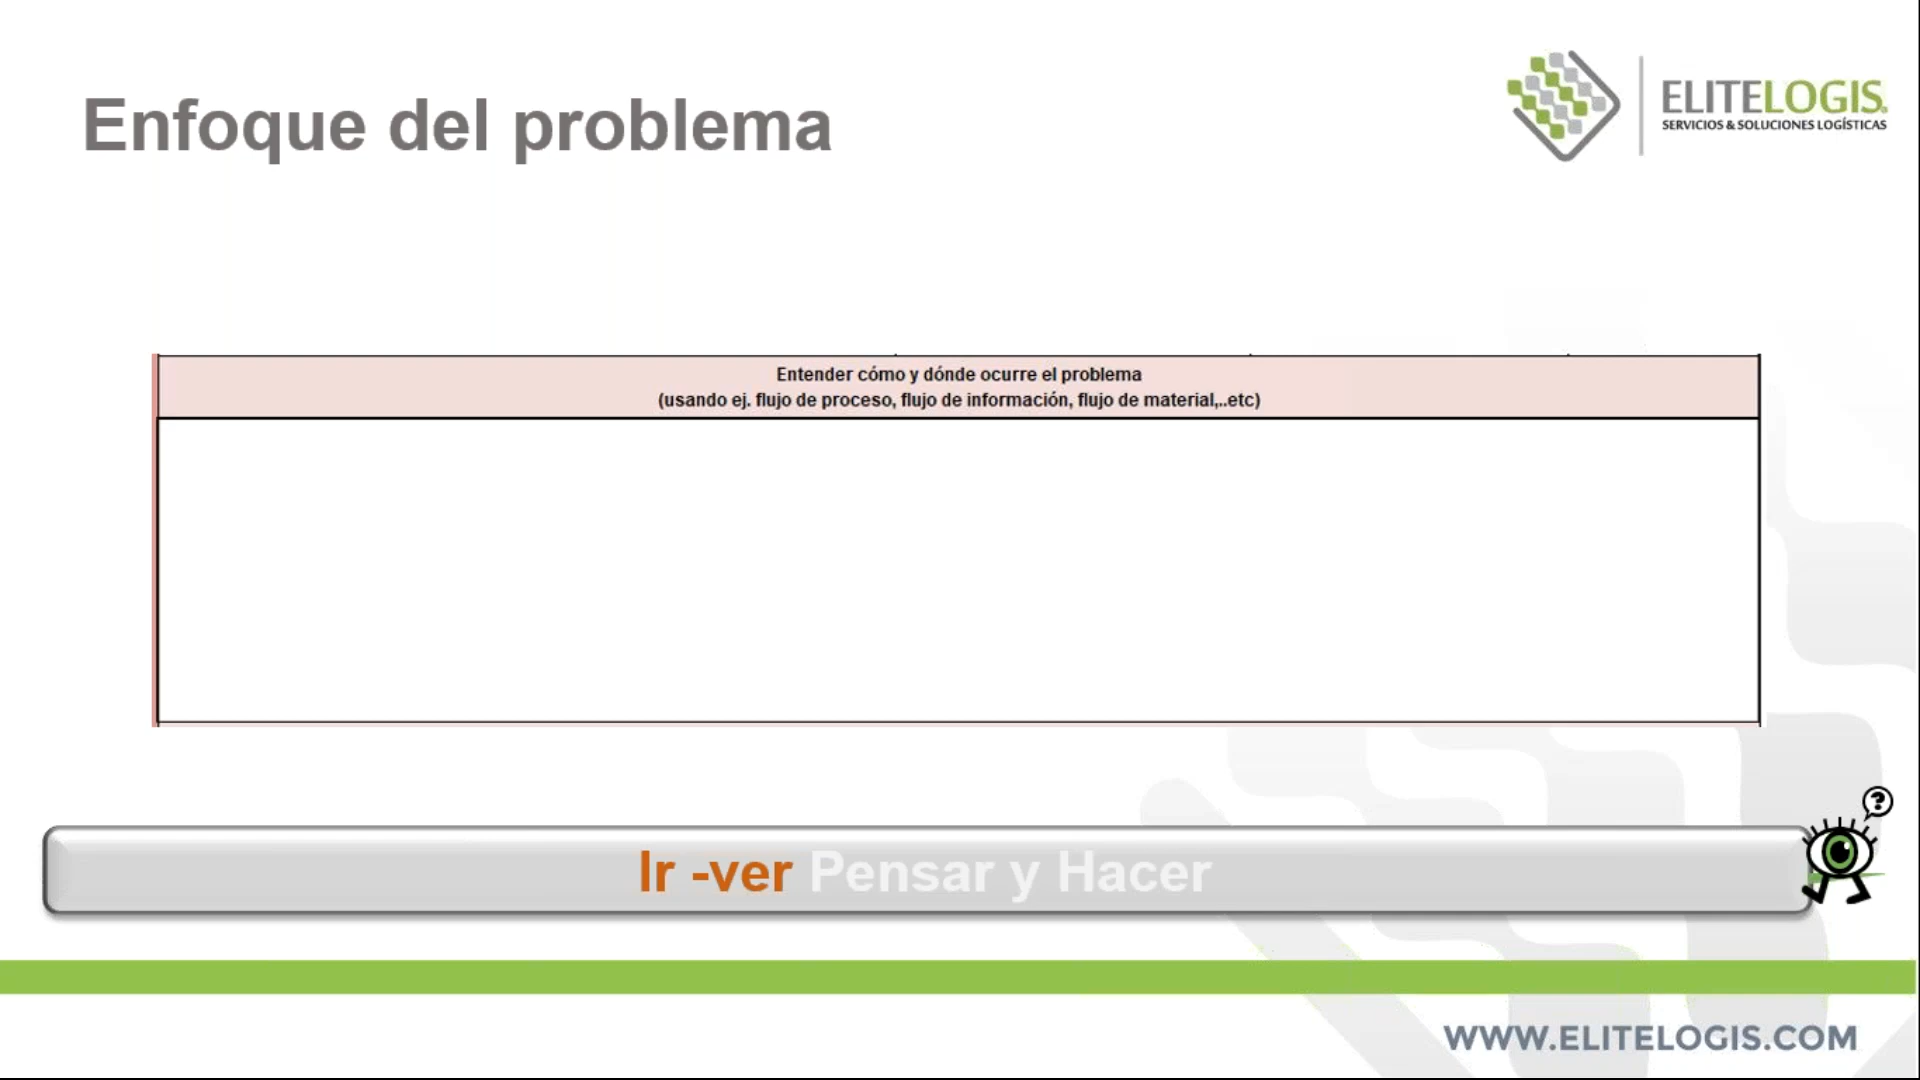 Enfoque del problema
ELITELOGIS
SERVICIOS & SOLUCIONES LOGÍSTICAS
Entender cómo y dónde ocurre el problema
(usando ej. flujo de proceso, flujo de información, flujo de material,..etc)
?
Ir -ver Pensar y Hacer
WWW.ELITELOGIS.COM